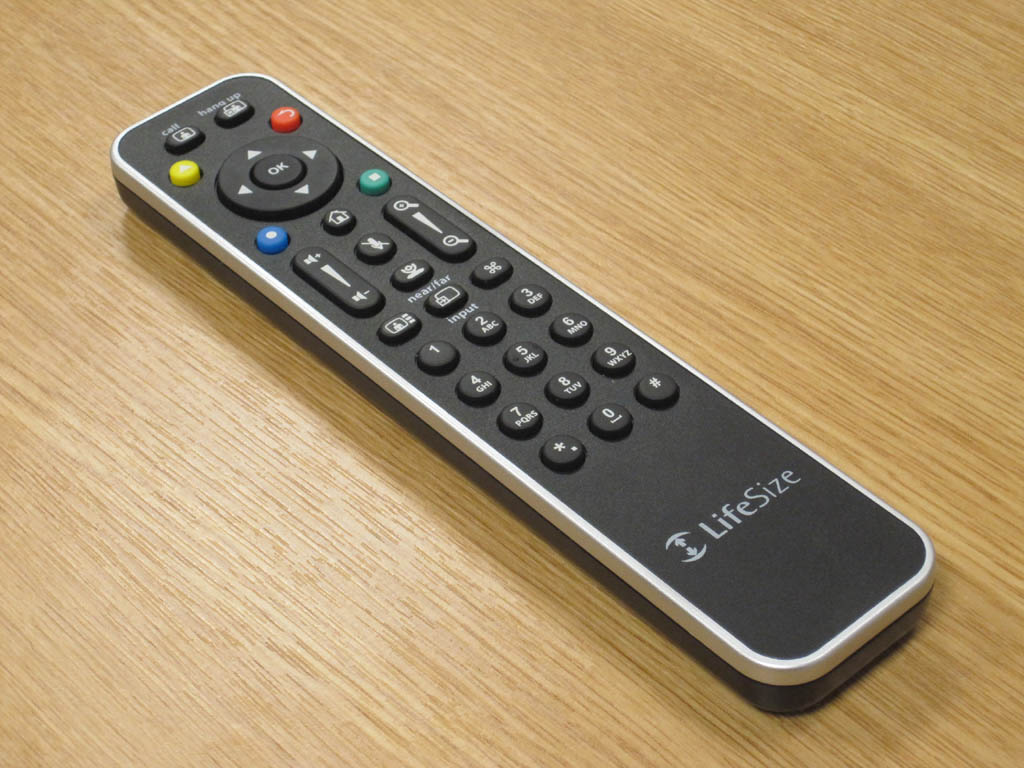 call
hang up
OK
near/far
input
1
2 ABC
3 DEF
4 GHI
5 JKL
6 MNO
7 PQRS
8 TUV
9 WXYZ
* .
0 _
#
LifeSize